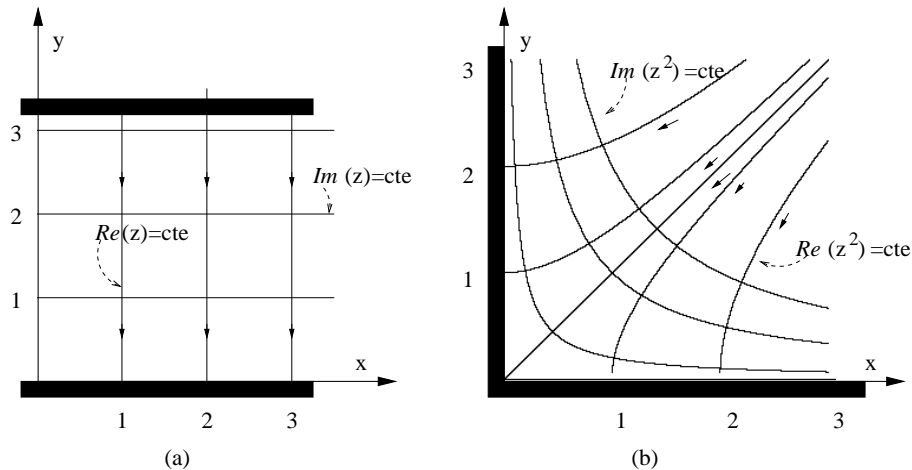 y
3
2
1
Im (z)=cte
Re(z)=cte
x
1 2 3
(a)
y
3
2
1
Im (z²) =cte
Re (z²) =cte
x
1 2 3
(b)